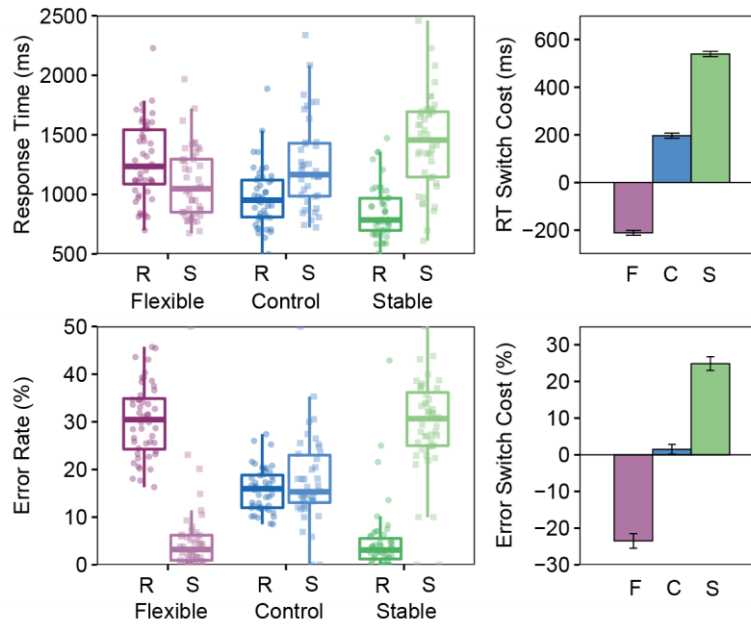 Response Time (ms)
2500
2000
1500
1000
500
R S R S R S
Flexible Control Stable
RT Switch Cost (ms)
600
400
200
0
−200
F C S
Error Rate (%)
50
40
30
20
10
0
R S R S R S
Flexible Control Stable
Error Switch Cost (%)
30
20
10
0
−10
−20
−30
F C S